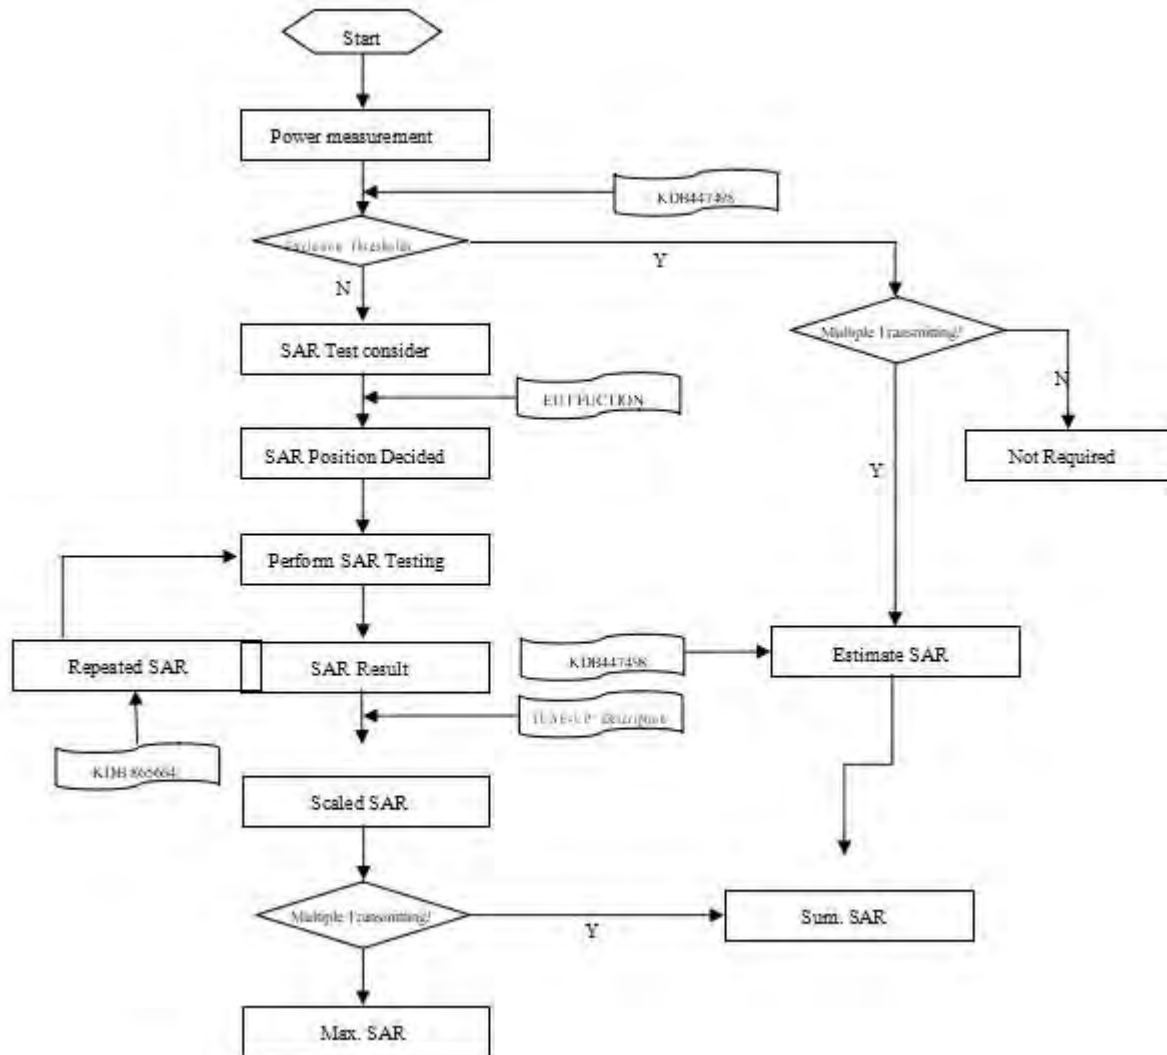 Start
Power measurement
KDB447498
Exclusion Thresholds
Y
N
Multiple Transmitting?
SAR Test consider
N
EUT FUCTION
SAR Position Decided
Not Required
Y
Perform SAR Testing
Repeated SAR
SAR Result
KDB447498
Estimate SAR
TUNE-UP Description
KDB 865664
Scaled SAR
Multiple Transmitting?
Y
Sum. SAR
Max. SAR